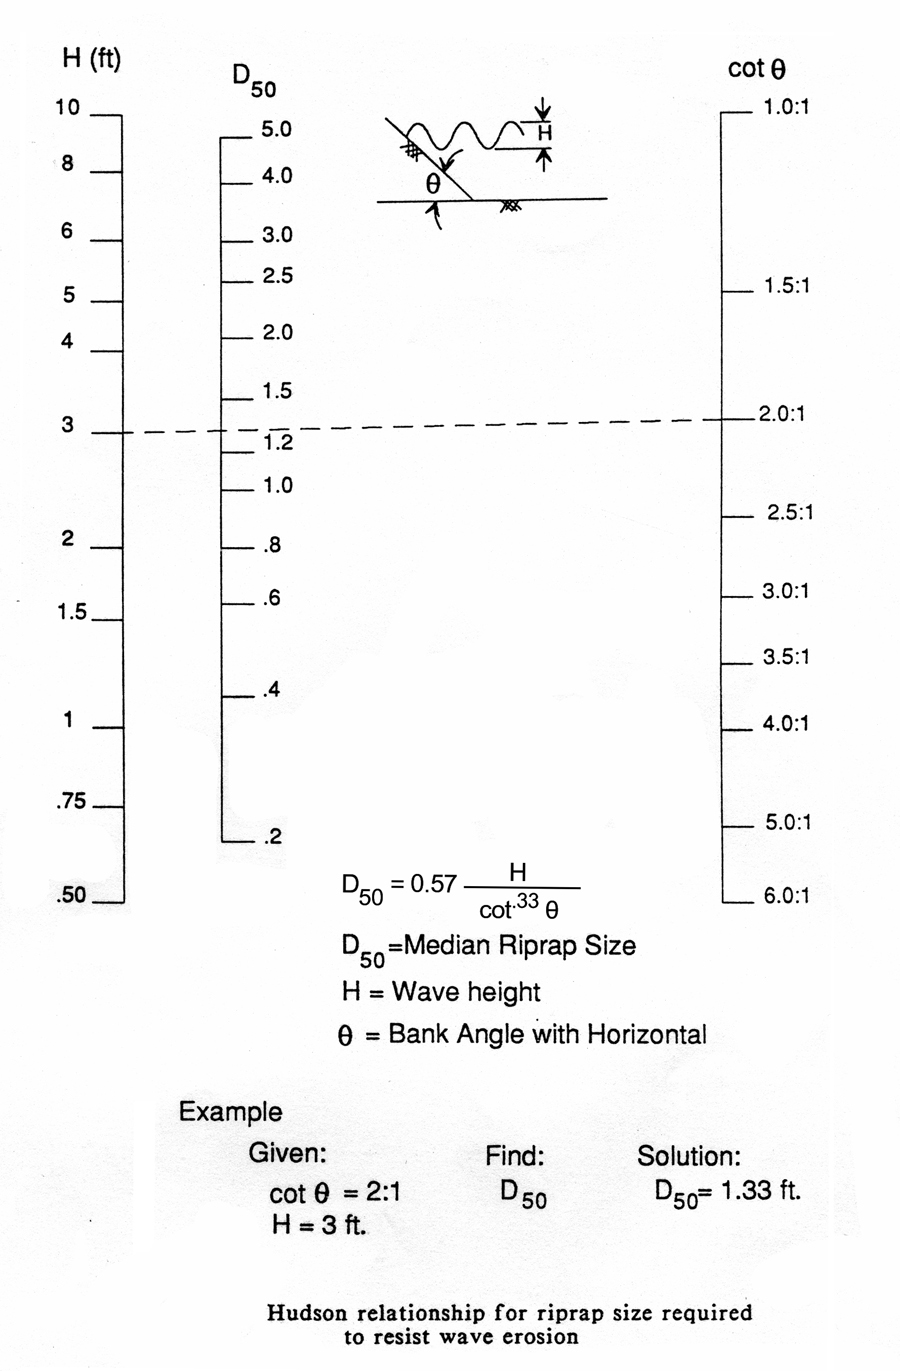 H (ft)
10
8
6
5
4
3
2
1.5
1
.75
.50
D50
5.0
4.0
3.0
2.5
2.0
1.5
1.2
1.0
.8
.6
.4
.2
H
θ
cot θ
1.0:1
1.5:1
2.0:1
2.5:1
3.0:1
3.5:1
4.0:1
5.0:1
6.0:1
D50 = 0.57 H / cot.33 θ
D50=Median Riprap Size
H = Wave height
θ = Bank Angle with Horizontal
Example
Given: Find: Solution:
cot θ = 2:1 D50 D50= 1.33 ft.
H = 3 ft.
Hudson relationship for riprap size required
to resist wave erosion